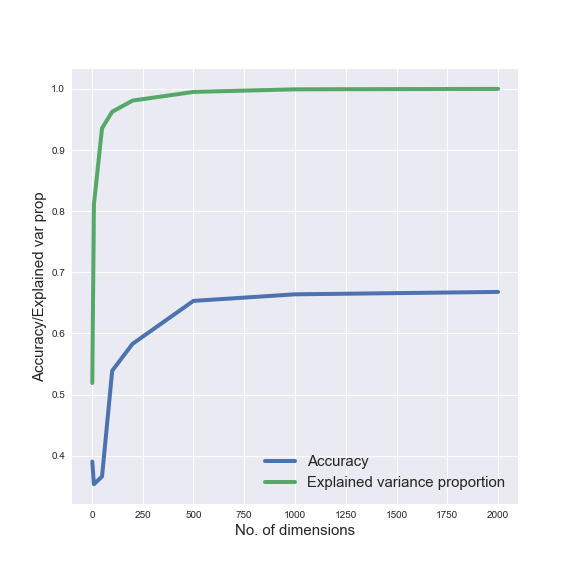 1.0
0.9
0.8
0.7
0.6
0.5
0.4
Accuracy/Explained var prop
Accuracy
Explained variance proportion
0 250 500 750 1000 1250 1500 1750 2000
No. of dimensions